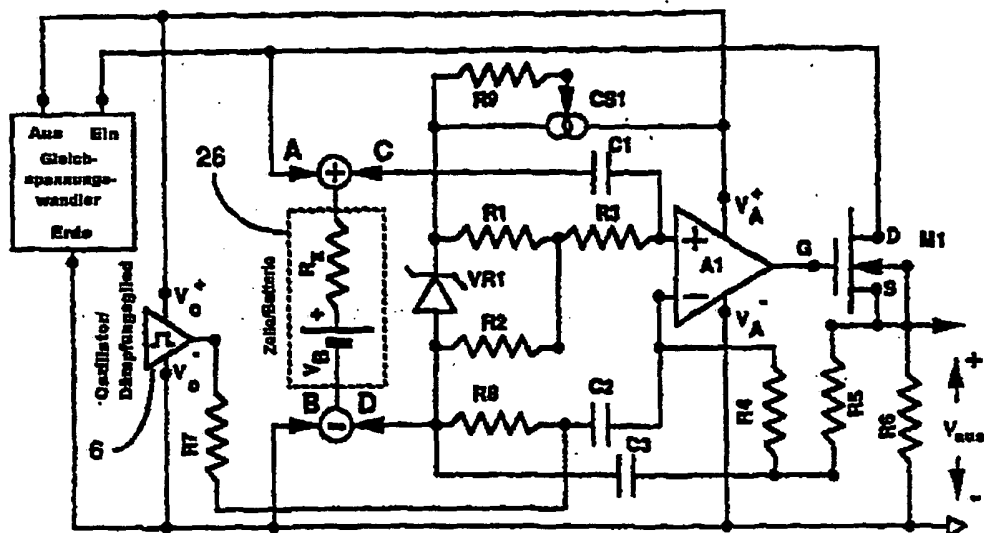 R9
CS1
Aus Ein
Gleich-
spannungs-
wandler
Erde
26
A
C
C1
R1
R3
V_A^+
G
D
M1
A1
S
VR1
R_x
+
V_B
Zelle/Batterie
V_o^+
V_o^-
Oszillator/
Dämpfungsglied
6
R7
R2
V_A^-
B
D
R8
C2
C3
R4
R5
R6
+
V_aus
-